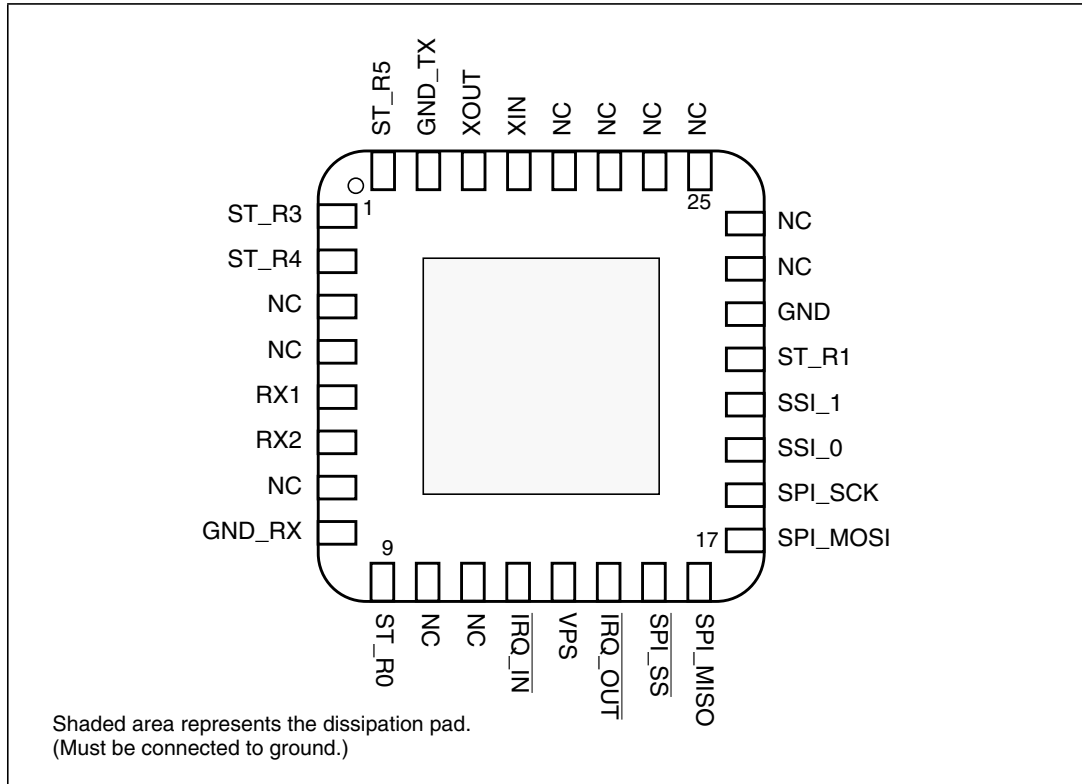 ST_R5
GND_TX
XOUT
XIN
NC
NC
NC
NC
1
25
ST_R3
ST_R4
NC
NC
RX1
RX2
NC
GND_RX
NC
NC
GND
ST_R1
SSI_1
SSI_0
SPI_SCK
SPI_MOSI
9
17
ST_R0
NC
NC
IRQ_IN
VPS
IRQ_OUT
SPI_SS
SPI_MISO
Shaded area represents the dissipation pad.
(Must be connected to ground.)